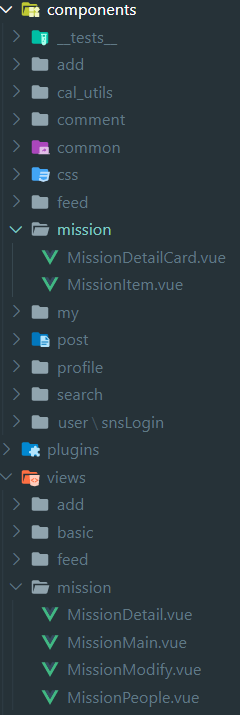 components
__tests__
add
cal_utils
comment
common
css
feed
mission
MissionDetailCard.vue
MissionItem.vue
my
post
profile
search
user \ snsLogin
plugins
views
add
basic
feed
mission
MissionDetail.vue
MissionMain.vue
MissionModify.vue
MissionPeople.vue